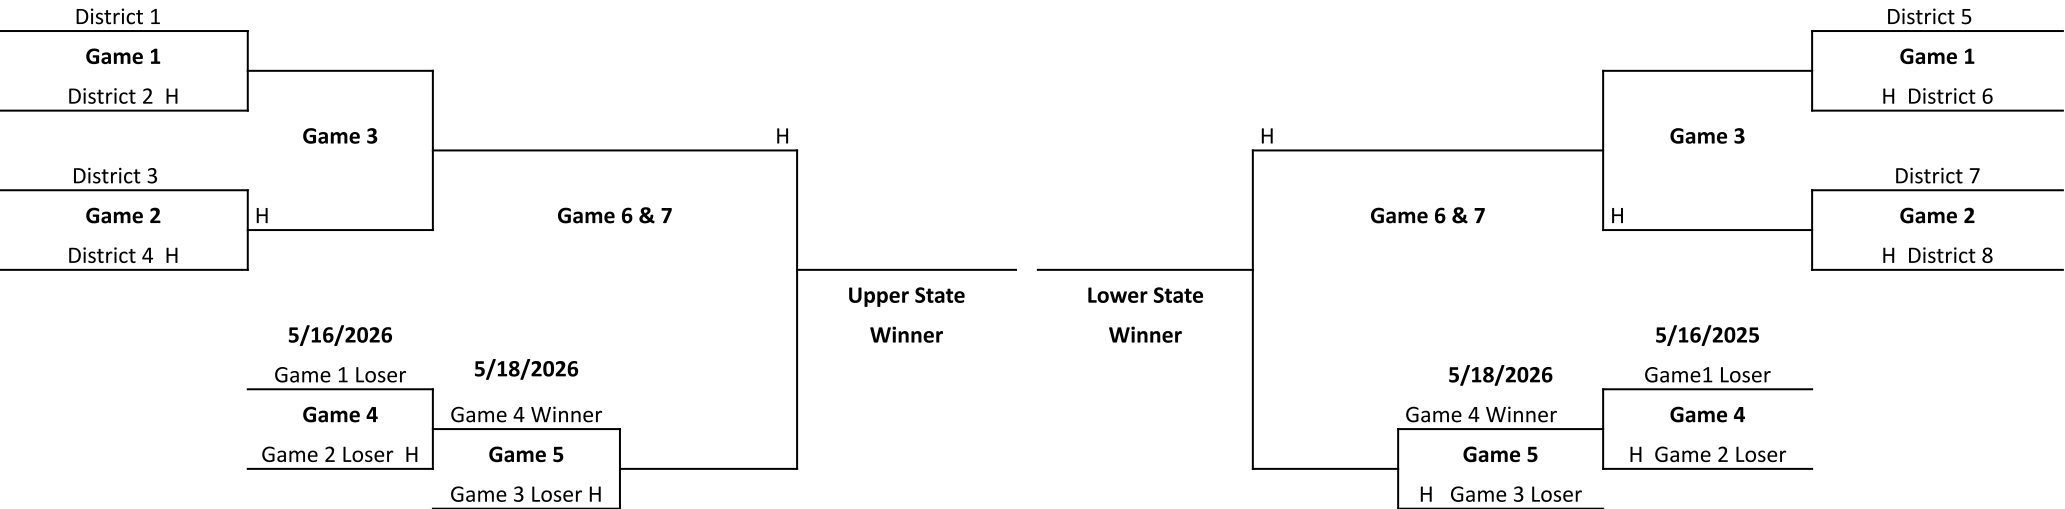 District 1
Game 1
District 2 H
Game 3
District 3
Game 2
H
District 4 H
H
Game 6 & 7
Upper State
Winner
5/16/2026
Game 1 Loser
Game 4
Game 2 Loser H
5/18/2026
Game 4 Winner
Game 5
Game 3 Loser H
District 5
Game 1
H District 6
Game 3
District 7
Game 2
H
H District 8
H
Game 6 & 7
Lower State
Winner
5/16/2025
Game1 Loser
Game 4
H Game 2 Loser
5/18/2026
Game 4 Winner
Game 5
H Game 3 Loser